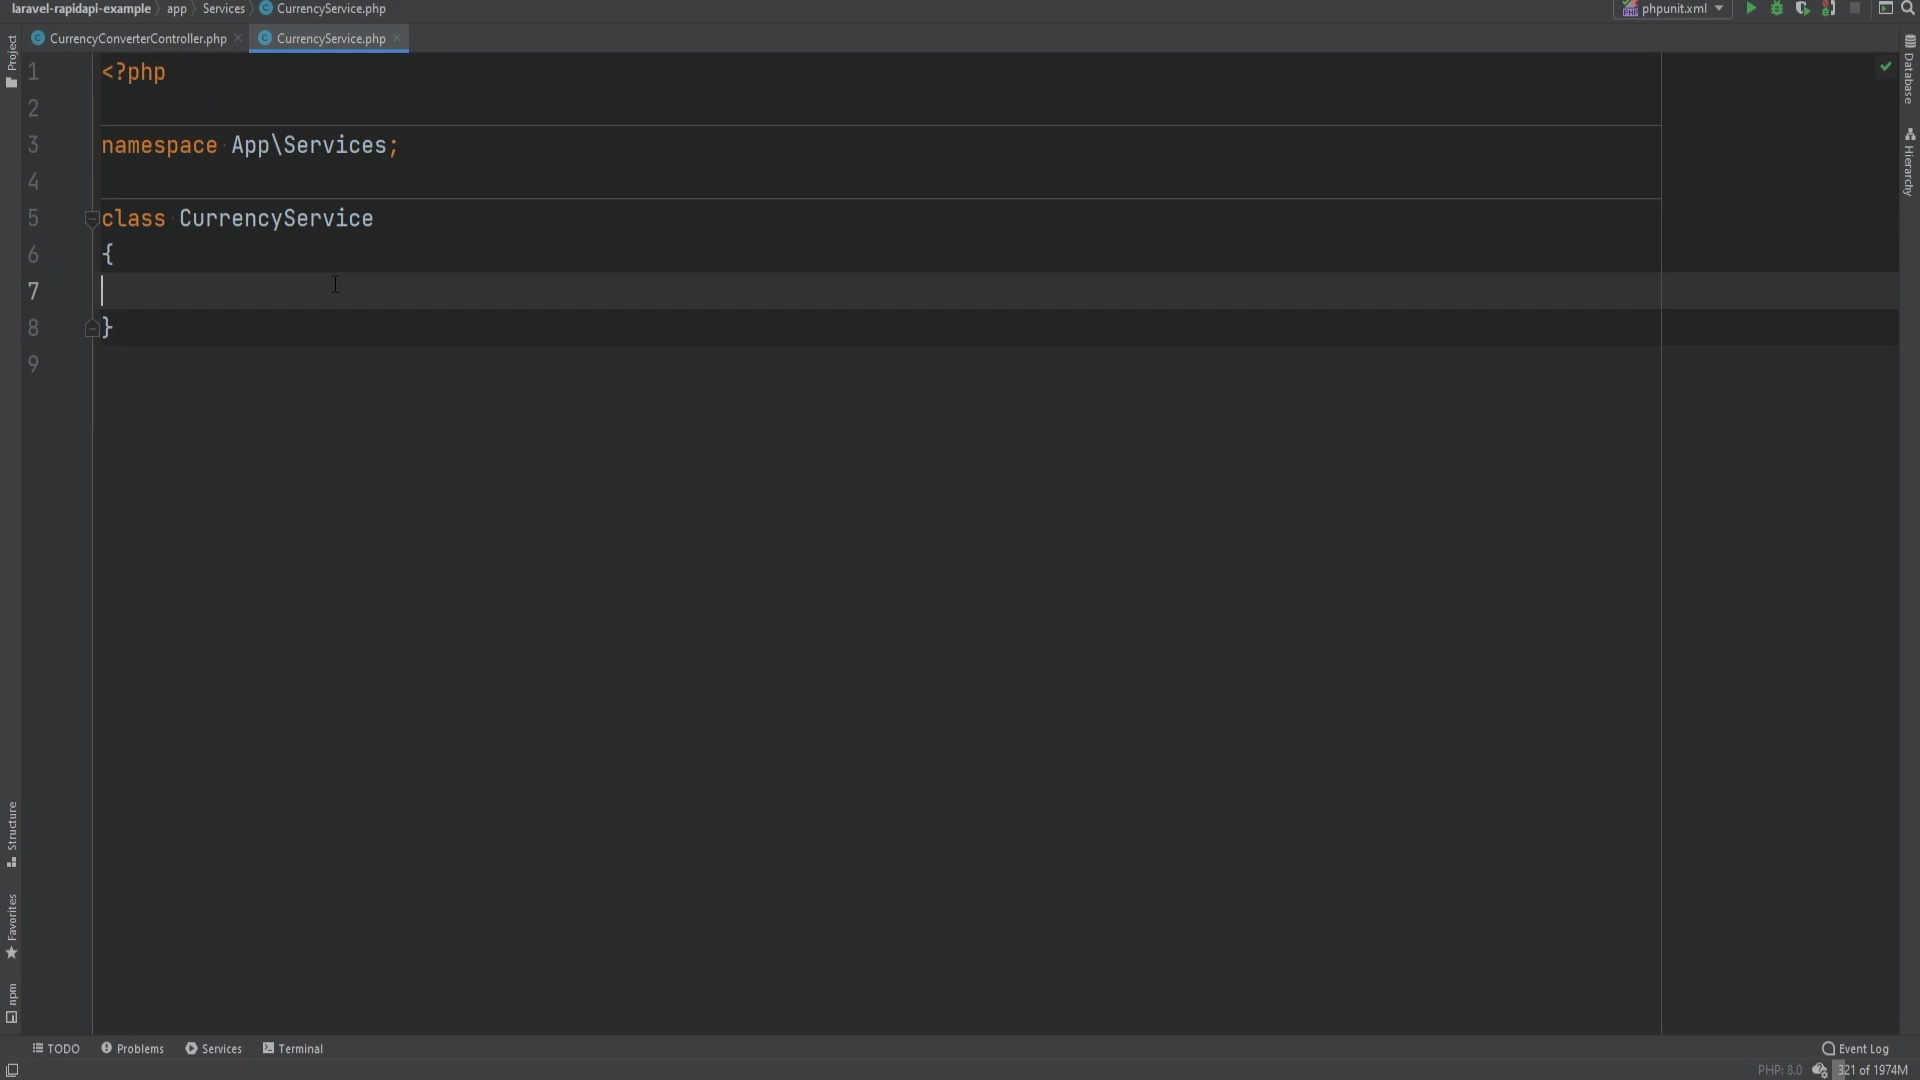 laravel-rapidapi-example app Services CurrencyService.php phpunit.xml
CurrencyConverterController.php CurrencyService.php
Project
Database
Hierarchy
1 <?php
2
3 namespace App\Services;
4
5 class CurrencyService
6 {
7
8 }
9
Structure
Favorites
npm
TODO Problems Services Terminal Event Log
PHP: 8.0 321 of 1974M